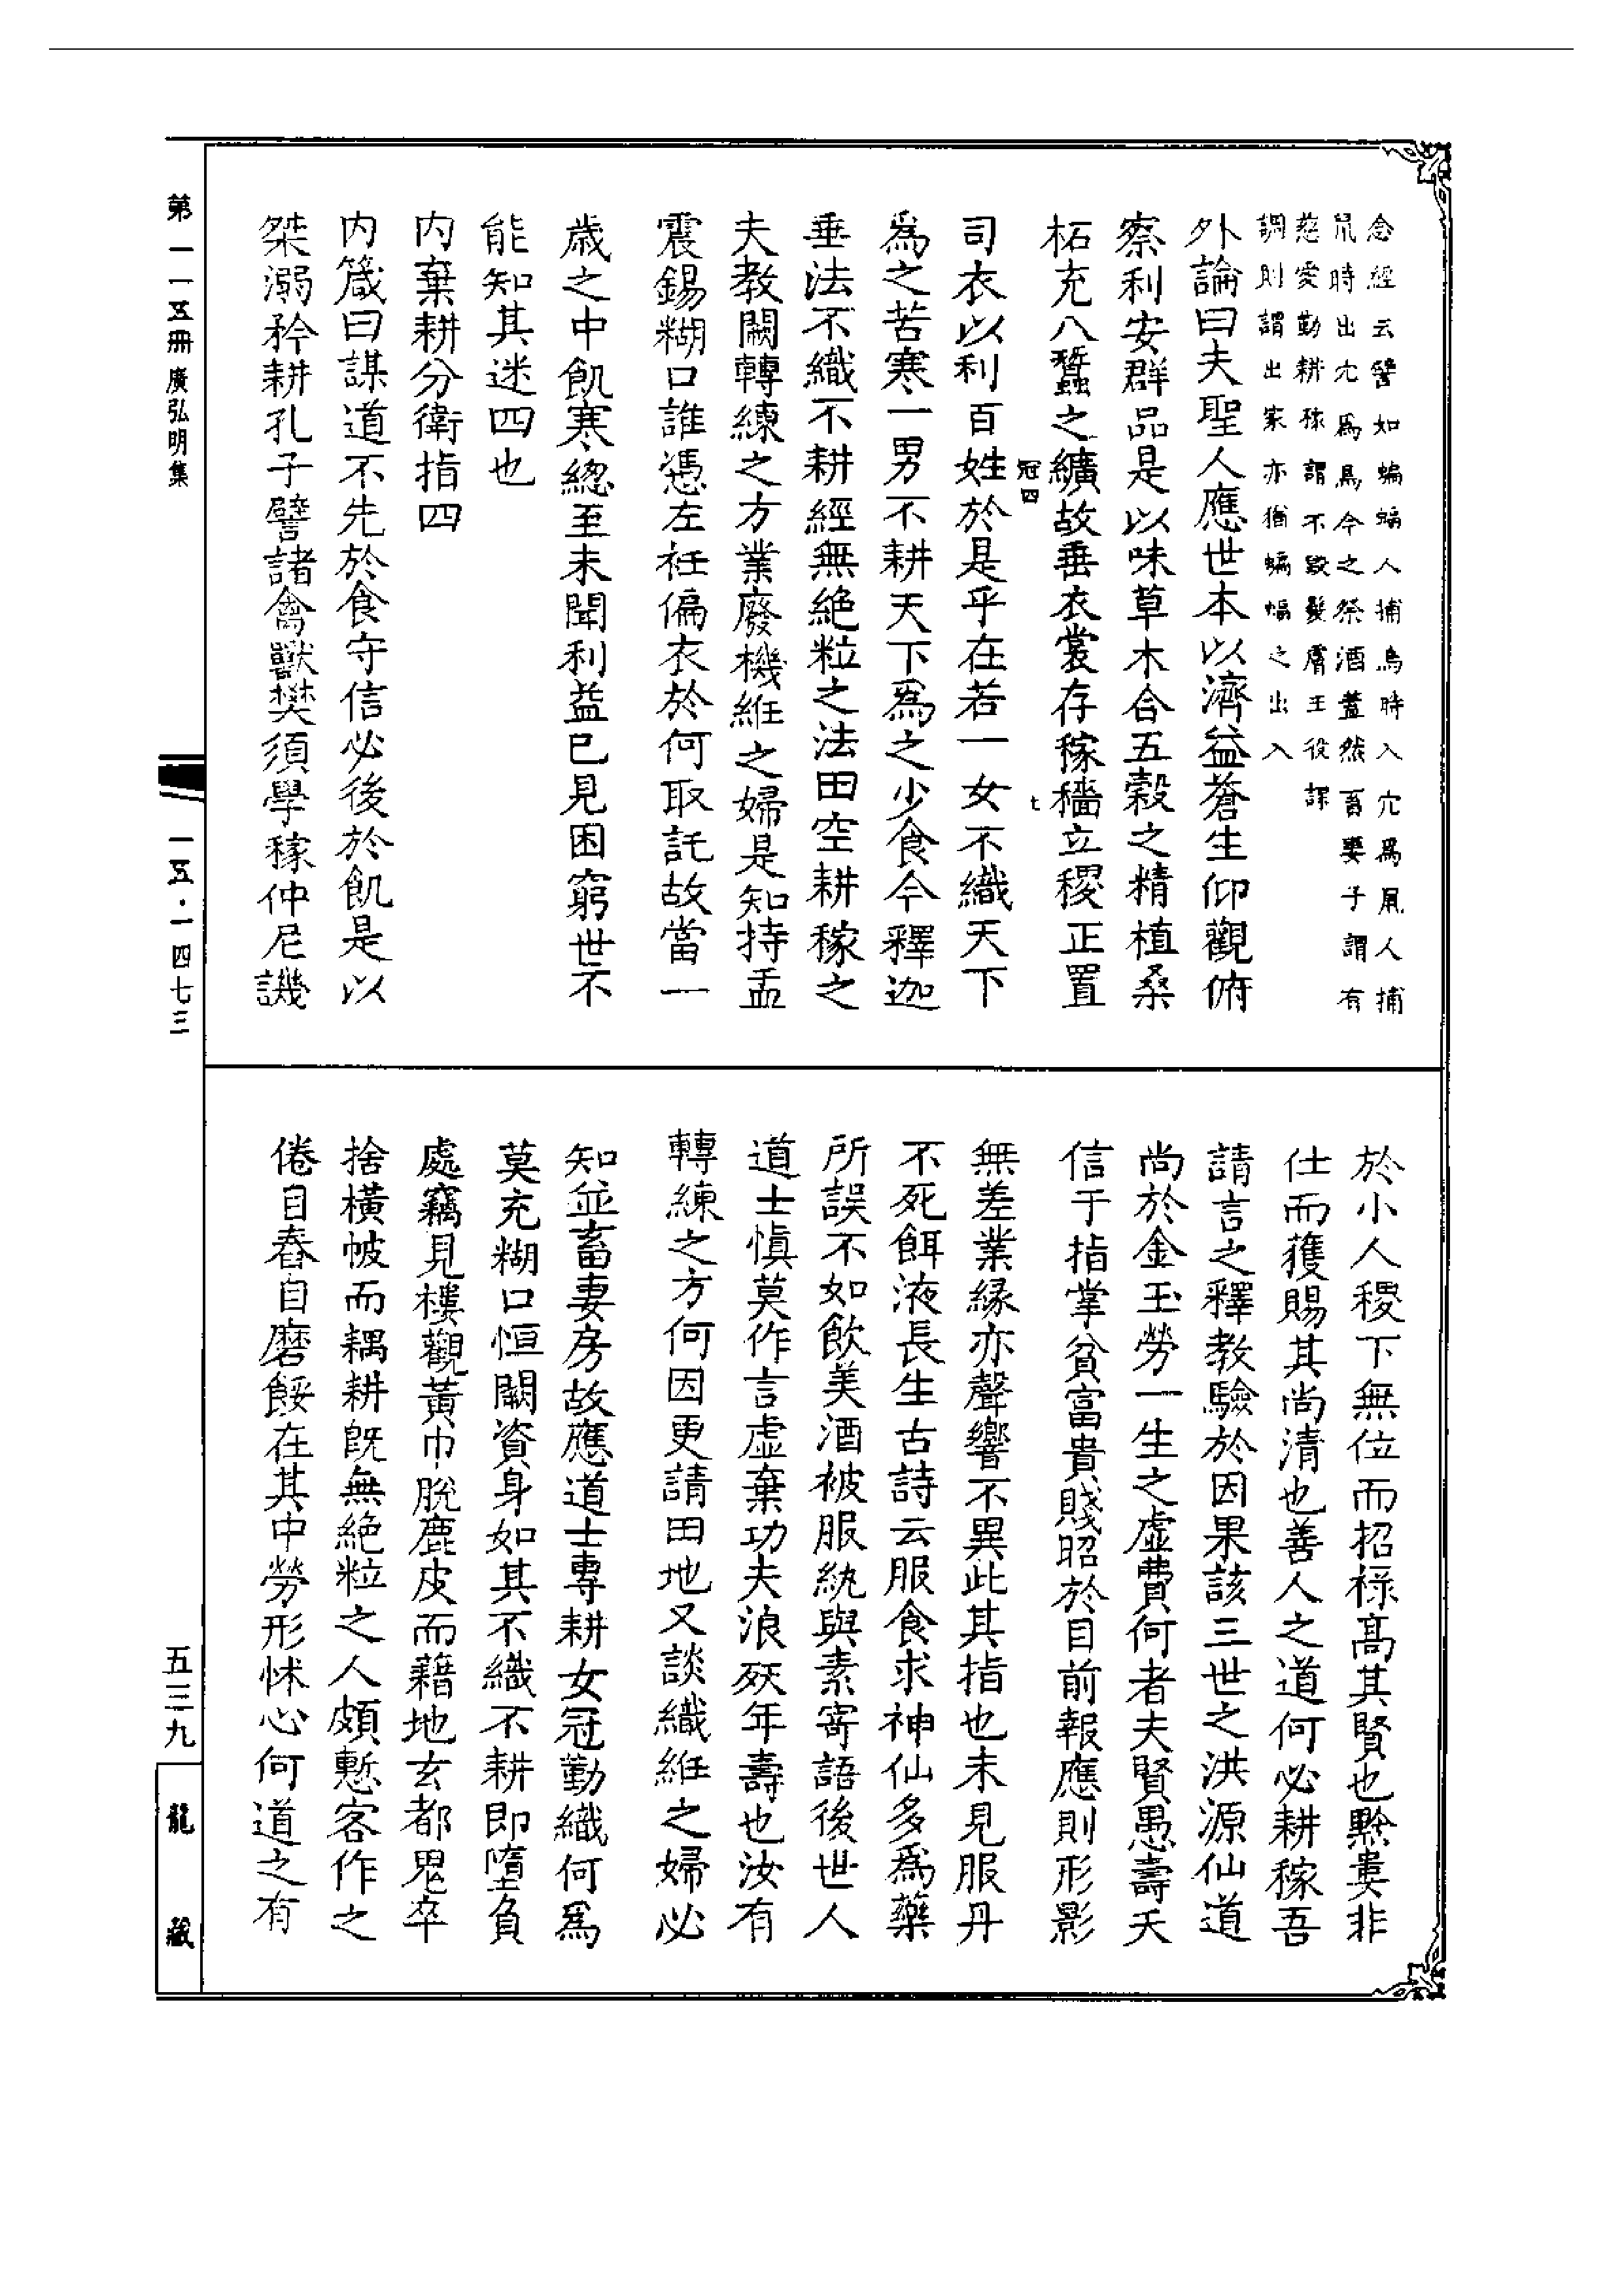 念經云譬如蝙蝠人捕鳥時入穴爲鼠人捕
鼠時出穴爲鳥今之祭酒蓋然畜妻子謂有
慈愛勤耕稼謂不毀髮膚王役課
調則謂出家亦猶蝙蝠之出入
外論曰夫聖人應世本以濟益蒼生仰觀俯
察利安群品是以味草木合五穀之精植桑
柘充八蠶之纊故垂衣裳存稼穡立稷正置
冠四
七
司衣以利百姓於是乎在若一女不織天下
爲之苦寒一男不耕天下爲之少食今釋迦
垂法不織不耕經無絶粒之法田空耕稼之
夫教闕轉練之方業廢機維之婦是知持盂
震錫糊口誰憑左衽偏衣於何取託故當一
歲之中飢寒總至未聞利益已見困窮世不
能知其迷四也
内棄耕分衛指四
内箴曰謀道不先於食守信必後於飢是以
桀溺矜耕孔子譬諸禽獸樊須學稼仲尼譏
於小人稷下無位而招祿髙其賢也黔婁非
仕而獲賜其尚清也善人之道何必耕稼吾
請言之釋教驗於因果該三世之洪源仙道
尚於金玉勞一生之虛費何者夫賢愚壽夭
信于指掌貧富貴賤昭於目前報應則形影
無差業緣亦聲響不異此其指也未見服丹
不死餌液長生古詩云服食求神仙多爲藥
所誤不如飲美酒被服紈與素寄語後世人
道士愼莫作言虛棄功夫浪殀年壽也汝有
轉練之方何因更請田地又談織維之婦必
知並畜妻房故應道士專耕女冠勤織何爲
莫充糊口恒闕資身如其不織不耕即墮負
處竊見樓觀黃巾脫鹿皮而藉地玄都鬼卒
捨横帔而耦耕旣無絶粒之人頗慙客作之
倦自舂自磨餒在其中勞形怵心何道之有
第一一五冊 廣弘明集
一五·一四七三
五三九
龍藏